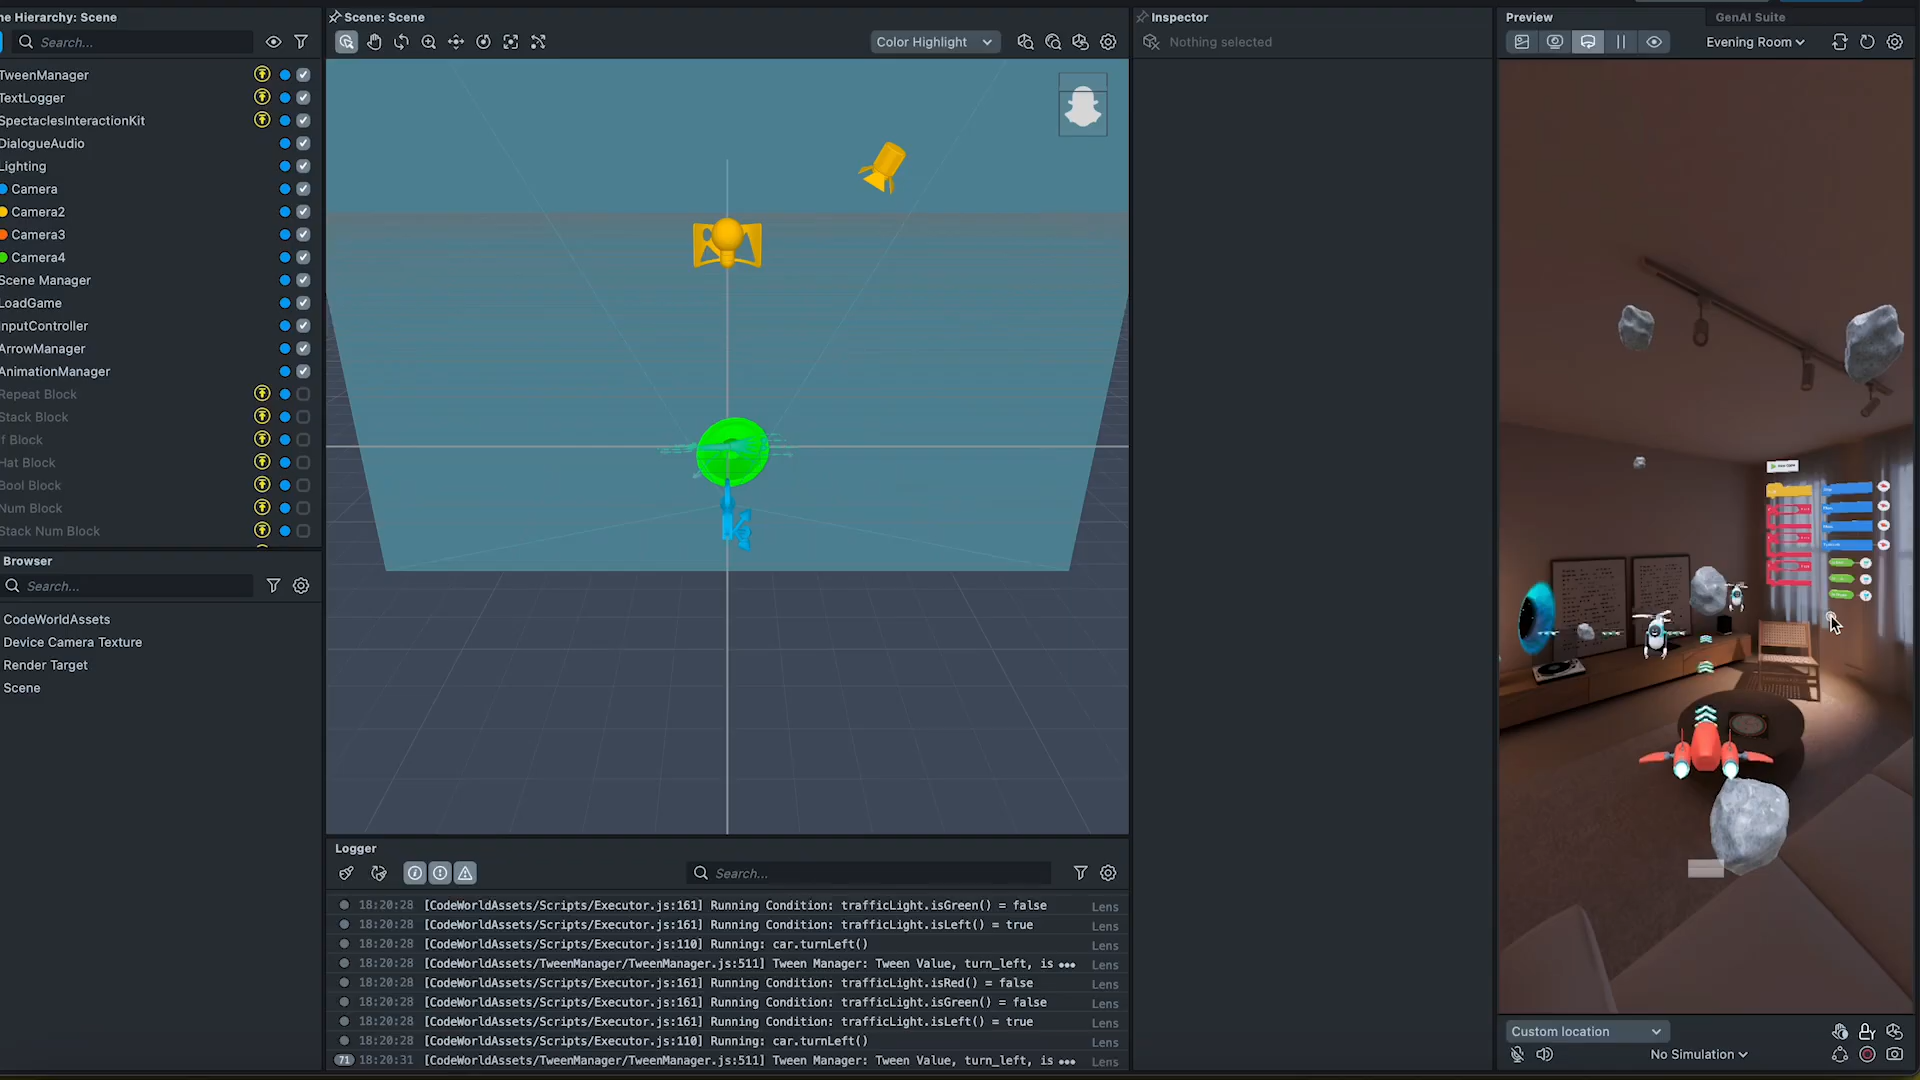 ne Hierarchy: Scene
Search...
TweenManager
TextLogger
SpectaclesInteractionKit
DialogueAudio
Lighting
Camera
Camera2
Camera3
Camera4
Scene Manager
LoadGame
InputController
ArrowManager
AnimationManager
Repeat Block
Stack Block
f Block
Hat Block
Bool Block
Num Block
Stack Num Block
Browser
Search...
CodeWorldAssets
Device Camera Texture
Render Target
Scene
Scene: Scene
Color Highlight
Logger
Search...
18:20:28 [CodeWorldAssets/Scripts/Executor.js:161] Running Condition: trafficLight.isGreen() = false Lens
18:20:28 [CodeWorldAssets/Scripts/Executor.js:161] Running Condition: trafficLight.isLeft() = true Lens
18:20:28 [CodeWorldAssets/Scripts/Executor.js:110] Running: car.turnLeft() Lens
18:20:28 [CodeWorldAssets/TweenManager/TweenManager.js:511] Tween Manager: Tween Value, turn_left, is ••• Lens
18:20:28 [CodeWorldAssets/Scripts/Executor.js:161] Running Condition: trafficLight.isRed() = false Lens
18:20:28 [CodeWorldAssets/Scripts/Executor.js:161] Running Condition: trafficLight.isGreen() = false Lens
18:20:28 [CodeWorldAssets/Scripts/Executor.js:161] Running Condition: trafficLight.isLeft() = true Lens
18:20:28 [CodeWorldAssets/Scripts/Executor.js:110] Running: car.turnLeft() Lens
71 18:20:31 [CodeWorldAssets/TweenManager/TweenManager.js:511] Tween Manager: Tween Value, turn_left, is ••• Lens
Inspector
Nothing selected
Preview
GenAI Suite
Evening Room
Custom location
No Simulation